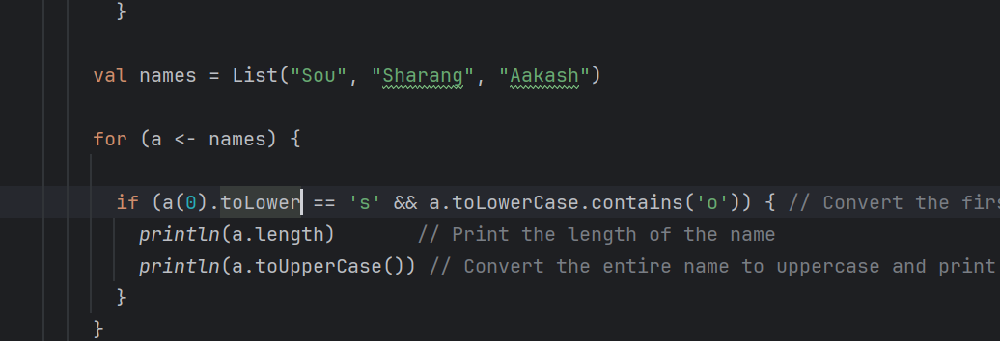 }
val names = List("Sou", "Sharang", "Aakash")
for (a <- names) {
if (a(0).toLower == 's' && a.toLowerCase.contains('o')) { // Convert the firs
println(a.length) // Print the length of the name
println(a.toUpperCase()) // Convert the entire name to uppercase and print
}
}